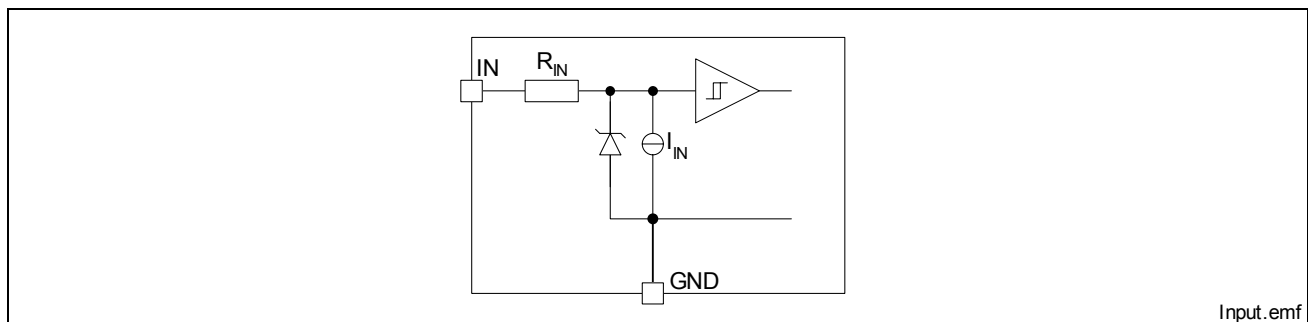 IN
R_IN
I_IN
GND
Input.emf